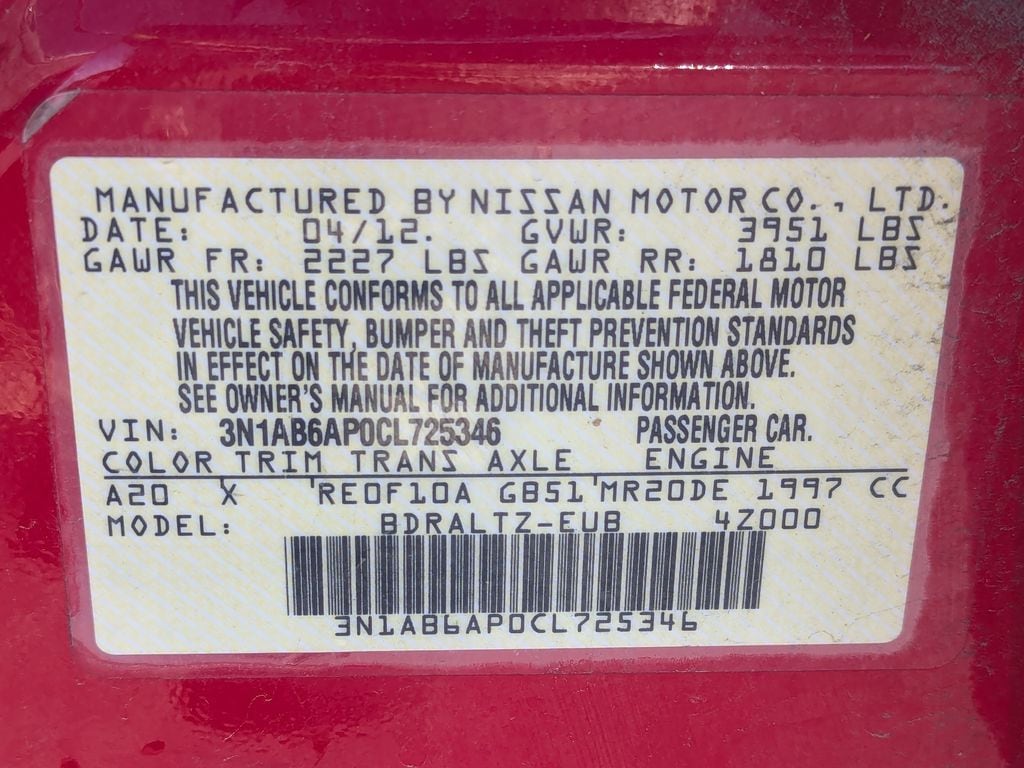 MANUFACTURED BY NISSAN MOTOR CO., LTD.
DATE: 04/12. GVWR: 3951 LBS
GAWR FR: 2227 LBS GAWR RR: 1810 LBS
THIS VEHICLE CONFORMS TO ALL APPLICABLE FEDERAL MOTOR
VEHICLE SAFETY, BUMPER AND THEFT PREVENTION STANDARDS
IN EFFECT ON THE DATE OF MANUFACTURE SHOWN ABOVE.
SEE OWNER'S MANUAL FOR ADDITIONAL INFORMATION.
VIN: 3N1AB6AP0CL725346 PASSENGER CAR.
COLOR TRIM TRANS AXLE ENGINE
A20 X RE0F10A GB51 MR20DE 1997 CC
MODEL: BDRALTZ-EUB 4Z000
3N1AB6AP0CL725346